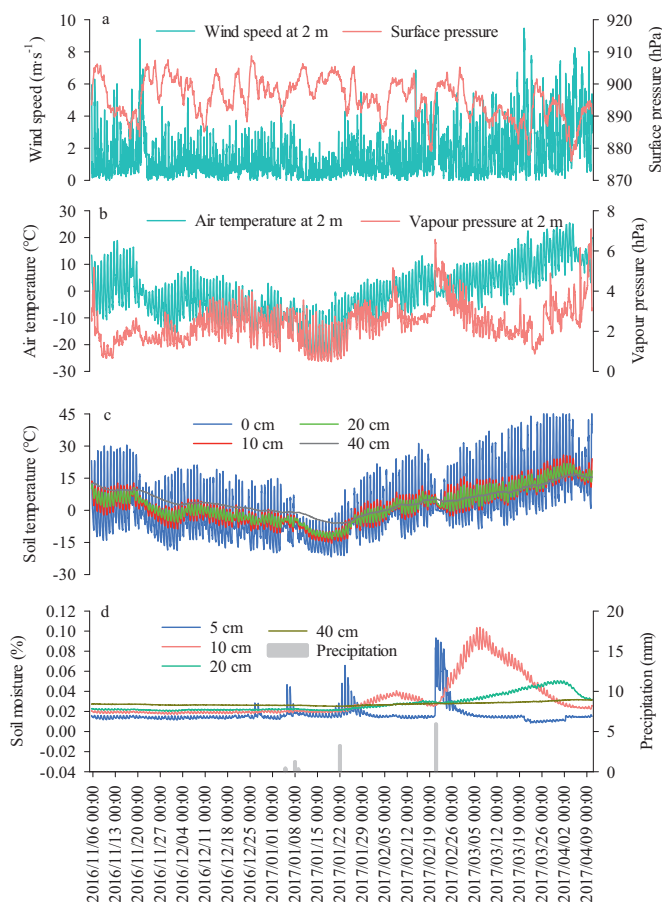 a
Wind speed at 2 m
Surface pressure
Wind speed (m·s⁻¹)
10
8
6
4
2
0
920
910
900
890
880
870
Surface pressure (hPa)
b
Air temperature at 2 m
Vapour pressure at 2 m
Air temperature (°C)
30
20
10
0
-10
-20
-30
8
6
4
2
0
Vapour pressure (hPa)
c
0 cm
20 cm
10 cm
40 cm
Soil temperature (°C)
45
30
15
0
-15
-30
d
5 cm
40 cm
10 cm
Precipitation
20 cm
Soil moisture (%)
0.12
0.10
0.08
0.06
0.04
0.02
0.00
-0.02
-0.04
20
15
10
5
0
Precipitation (mm)
2016/11/06 00:00
2016/11/13 00:00
2016/11/20 00:00
2016/11/27 00:00
2016/12/04 00:00
2016/12/11 00:00
2016/12/18 00:00
2016/12/25 00:00
2017/01/01 00:00
2017/01/08 00:00
2017/01/15 00:00
2017/01/22 00:00
2017/01/29 00:00
2017/02/05 00:00
2017/02/12 00:00
2017/02/19 00:00
2017/02/26 00:00
2017/03/05 00:00
2017/03/12 00:00
2017/03/19 00:00
2017/03/26 00:00
2017/04/02 00:00
2017/04/09 00:00